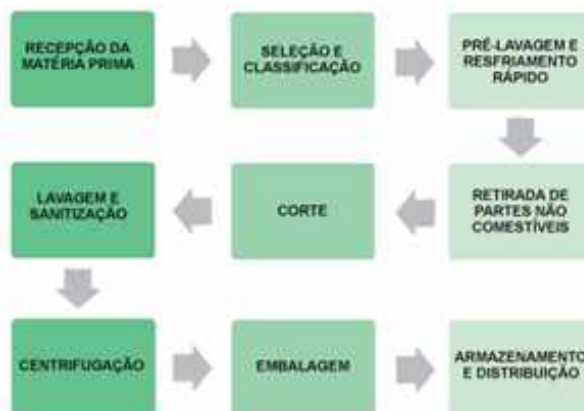 RECEPÇÃO DA
MATÉRIA PRIMA
SELEÇÃO E
CLASSIFICAÇÃO
PRÉ-LAVAGEM E
RESFRIAMENTO
RÁPIDO
LAVAGEM E
SANITIZAÇÃO
CORTE
RETIRADA DE
PARTES NÃO
COMESTÍVEIS
CENTRIFUGAÇÃO
EMBALAGEM
ARMAZENAMENTO
E DISTRIBUIÇÃO